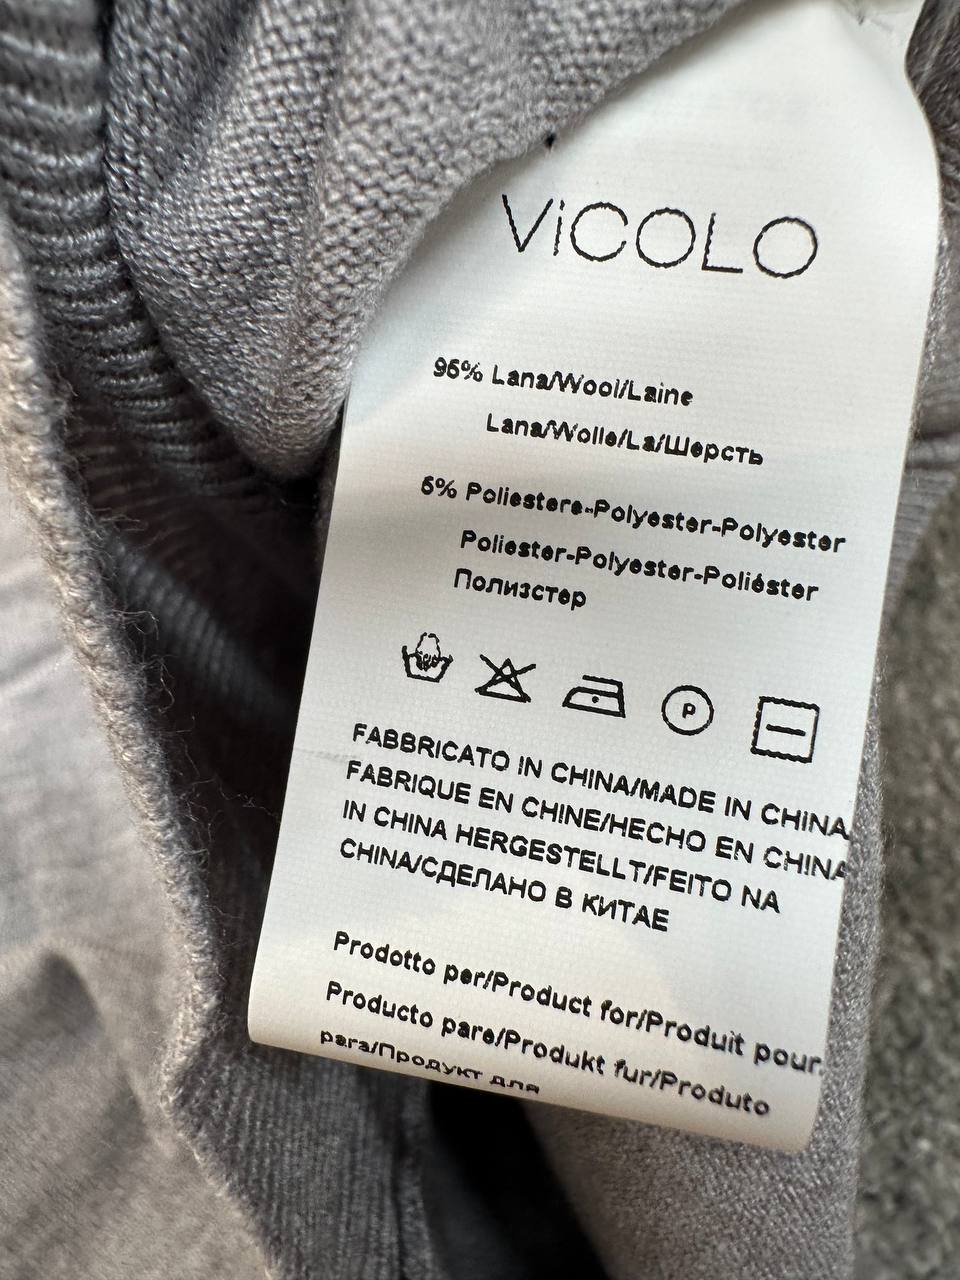 ViCOLO
95% Lana/Wool/Laine
Lana/Wolle/La/Шерсть
5% Poliestere-Polyester-Polyester
Poliester-Polyester-Poliéster
Полизстер
P
FABBRICATO IN CHINA/MADE IN CHINA
FABRIQUE EN CHINE/HECHO EN CHINA
IN CHINA HERGESTELLT/FEITO NA
CHINA/СДЕЛАНО В КИТАЕ
Prodotto per/Product for/Produit pour
Producto para/Produkt fur/Produto
para/Продукт для